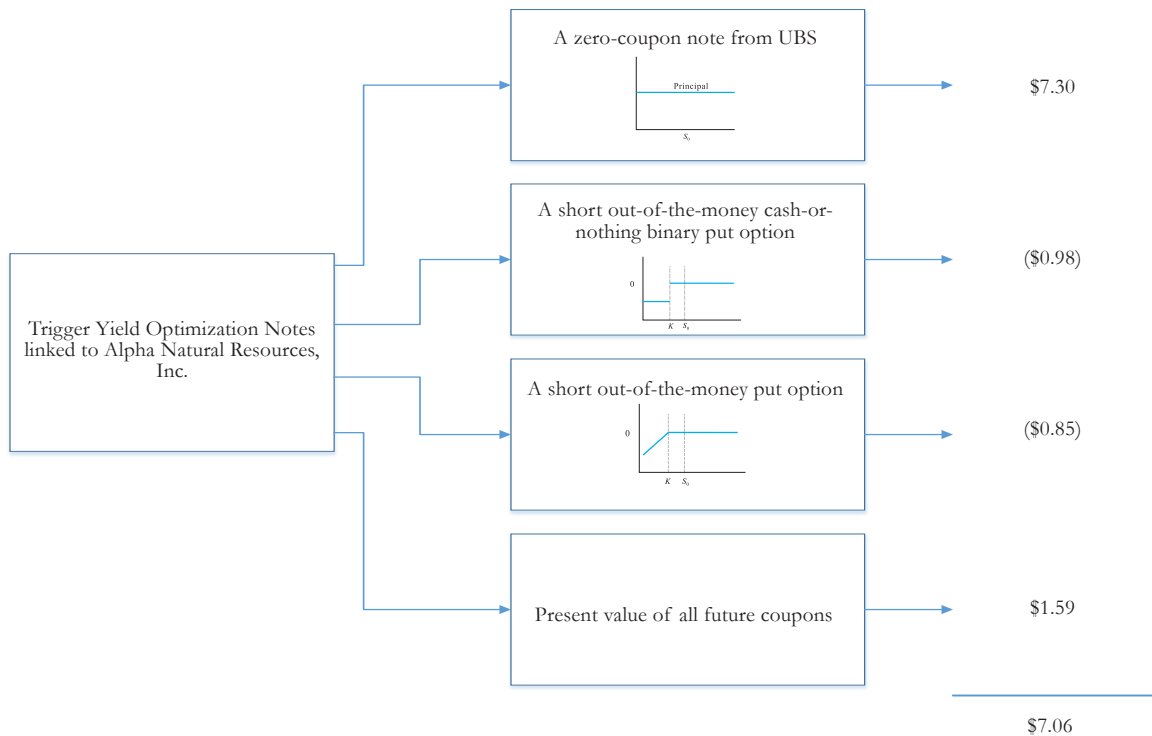 A zero-coupon note from UBS
Principal
S₀
$7.30
A short out-of-the-money cash-or-
nothing binary put option
0
K S₀
($0.98)
Trigger Yield Optimization Notes
linked to Alpha Natural Resources,
Inc.
A short out-of-the-money put option
0
K S₀
($0.85)
Present value of all future coupons
$1.59
$7.06